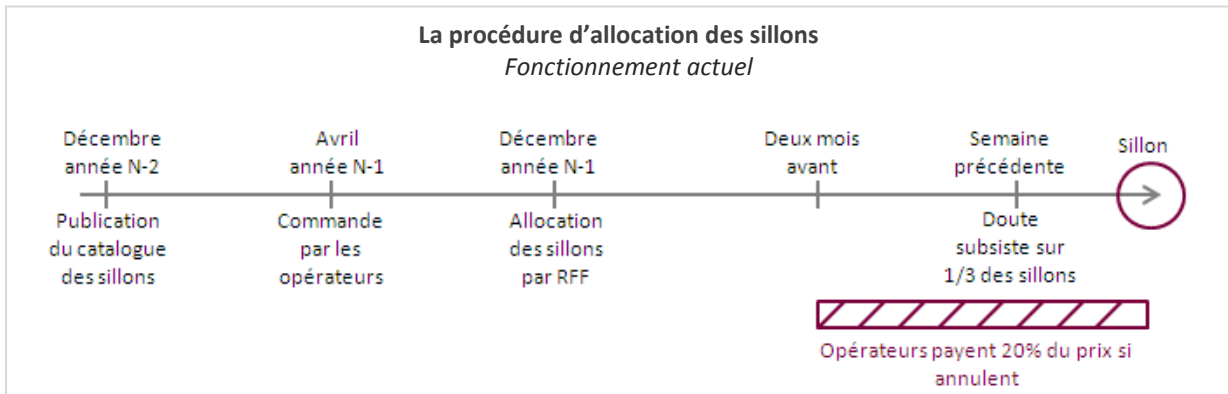 La procédure d'allocation des sillons
Fonctionnement actuel
Décembre
année N-2
Avril
année N-1
Décembre
année N-1
Deux mois
avant
Semaine
précédente
Sillon
Publication
du catalogue
des sillons
Commande
par les
opérateurs
Allocation
des sillons
par RFF
Doute
subsiste sur
1/3 des sillons
Opérateurs payent 20% du prix si
annulent